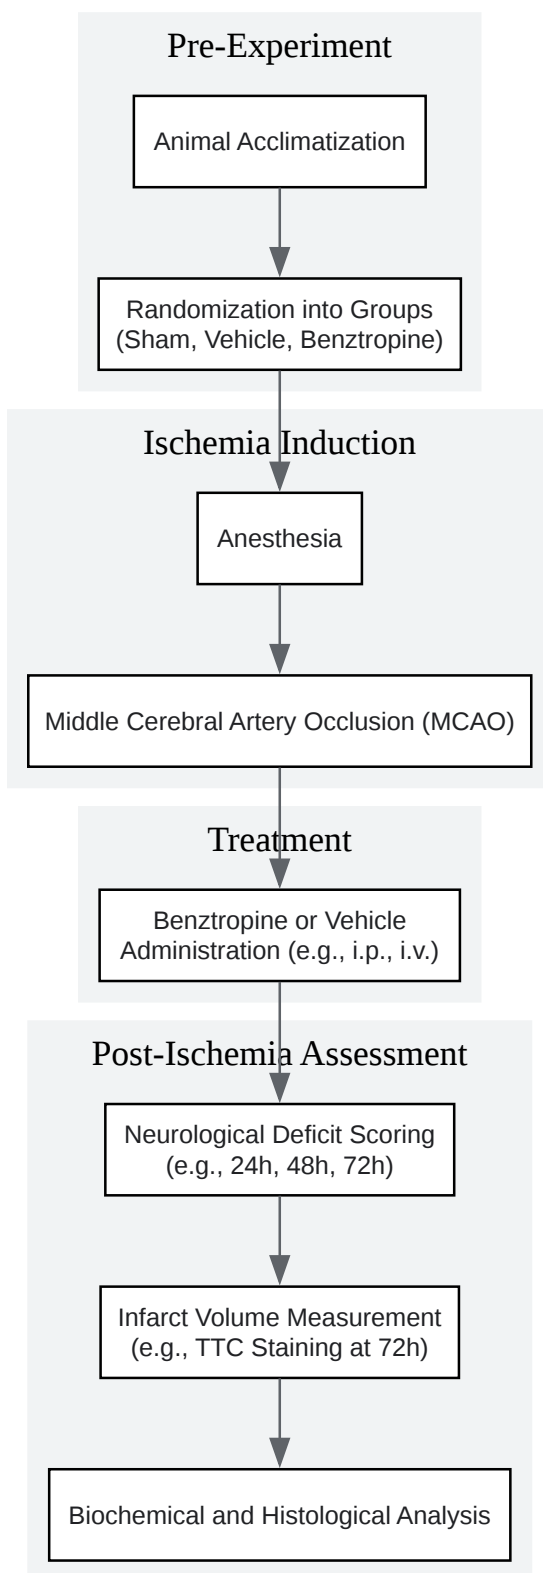 Pre-Experiment
Animal Acclimatization
Randomization into Groups
(Sham, Vehicle, Benztropine)
Ischemia Induction
Anesthesia
Middle Cerebral Artery Occlusion (MCAO)
Treatment
Benztropine or Vehicle
Administration (e.g., i.p., i.v.)
Post-Ischemia Assessment
Neurological Deficit Scoring
(e.g., 24h, 48h, 72h)
Infarct Volume Measurement
(e.g., TTC Staining at 72h)
Biochemical and Histological Analysis